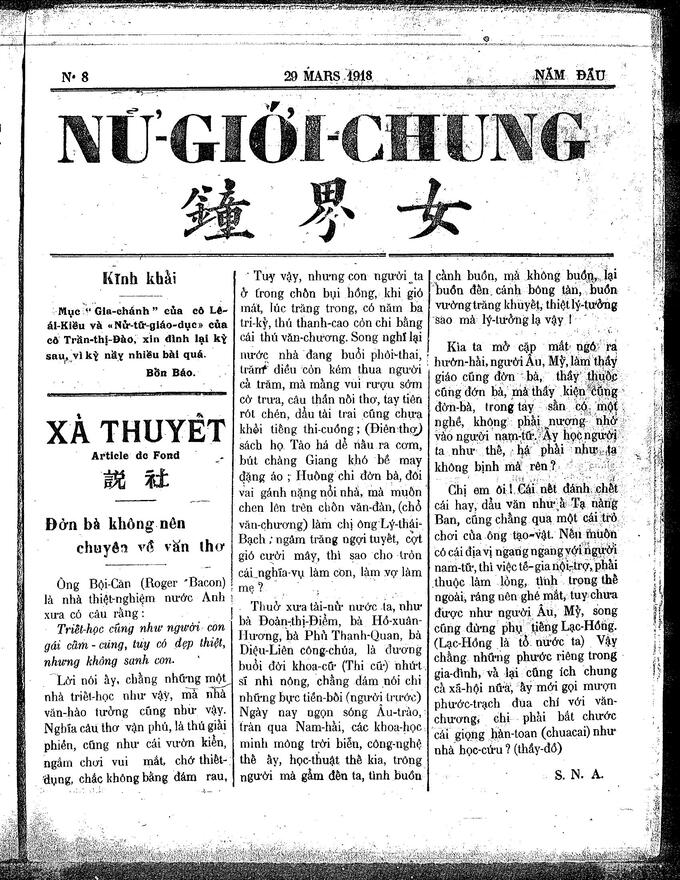 Nº 8
29 MARS 1918
NĂM ĐẦU
NỮ-GIỚI-CHUNG
鐘 界 女
Kĩnh khải
Mục “ Gia-chánh ” của cô Lê-
ái-Kiều và «Nữ-tữ-giáo-dục» của
cô Trần-thị-Đào, xin đình lại kỳ
sau, vì kỳ nầy nhiều bài quá.
Bổn Báo.
XẢ THUYẾT
Article de Fond
説 社
Đờn bà không nên
chuyên về văn thơ
Ông Bội-Căn (Roger Bacon)
là nhà thiệt-nghiệm nước Anh
xưa có câu rằng :
Triết-học cũng như người con
gái câm - cuing, tuy có đẹp thiệt,
nhưng không sanh con.
Lời nói ấy, chẳng những một
nhà triết-học như vậy, mà nhà
văn-hào tưởng cũng như vậy.
Nghĩa câu thơ vận phú, là thú giải
phiền, cũng như cái vườn kiển,
ngắm chơi vui mắt, chớ thiết-
dụng, chắc không bằng đám rau,
Tuy vậy, nhưng con người ta
ở trong chốn bụi hồng, khi gió
mát, lúc trăng trong, có năm ba
tri-kỷ, thú thanh-cao còn chi bằng
cái thú văn-chương. Song nghĩ lại
nước nhà đang buổi phôi-thai,
trăm điều còn kém thua người
cả trăm, mà mằng vui rượu sớm
cờ trưa, câu thần nối thơ, tay tiên
rót chén, dầu tài trai cũng chưa
khỏi tiếng thi-cuồng ; (Điên thơ)
sách họ Tào há dể nấu ra cơm,
bút chàng Giang khó bề may
đặng áo ; Huống chi đờn bà, đôi
vai gánh nặng nổi nhà, mà muốn
chen lên trên chốn văn-đàn, (chổ
văn-chương) làm chị ông Lý-thái-
Bạch ; ngâm trăng ngợi tuyết, cợt
gió cười mây, thì sao cho tròn
cái nghĩa-vụ làm con, làm vợ làm
mẹ ?
Thuở xưa tài-nữ nước ta, như
bà Đoàn-thị-Điểm, bà Hồ-xuân-
Hương, bà Phủ Thanh-Quan, bà
Diệu-Liên công-chúa, là đương
buổi đời khoa-cữ (Thi cữ) nhứt
sĩ nhì nông, chẳng dám nói chi
những bực tiền-bối (người trước)
Ngày nay ngọn sóng Âu-trào,
tràn qua Nam-hải, các khoa-học
minh mông trời biển, công-nghệ
thế ấy, học-thuật thế kia, trông
người mà gẫm đến ta, tình buồn
cảnh buồn, mà không buồn, lại
buồn đến cánh bông tàn, buồn
vướng trăng khuyết, thiệt lý-tưởng
sao mà lý-tưởng lạ vậy !
Kìa ta mở cặp mắt ngó ra
hườn-hải, người Âu, Mỹ, làm thầy
giáo cũng đờn bà, thầy thuốc
cũng đờn bà, mà thầy kiện cũng
đờn-bà, trong tay sẳn có một
nghề, không phải nương nhờ
vào người nam-tữ. Ấy học người
ta như thế, há phải như ta
không bịnh mà rên ?
Chị em ôi ! Cái nết đánh chết
cái hay, dầu văn như ả Tạ nàng
Ban, cũng chẳng qua một cái trò
chơi của ông tạo-vật. Nếu muốn
có cái địa vị ngang ngang với người
nam-tữ, thì việc tề-gia nội-trợ, phải
thuộc làm lòng, tình trong thế
ngoài, ráng nên ghé mắt, tuy chưa
được như người Âu, Mỹ, song
cũng đừng phụ tiếng Lạc-Hồng.
(Lạc-Hồng là tổ nước ta) Vậy
chẳng những phước riêng trong
gia-đình, và lại cũng ích chung
cả xả-hội nữa, ấy mới gọi mượn
phước-trạch đua chí với văn-
chương, chi phải bắt chước
cái giọng hàn-toan (chuacai) như
nhà học-cứu ? (thầy-đồ)
S. N. A.